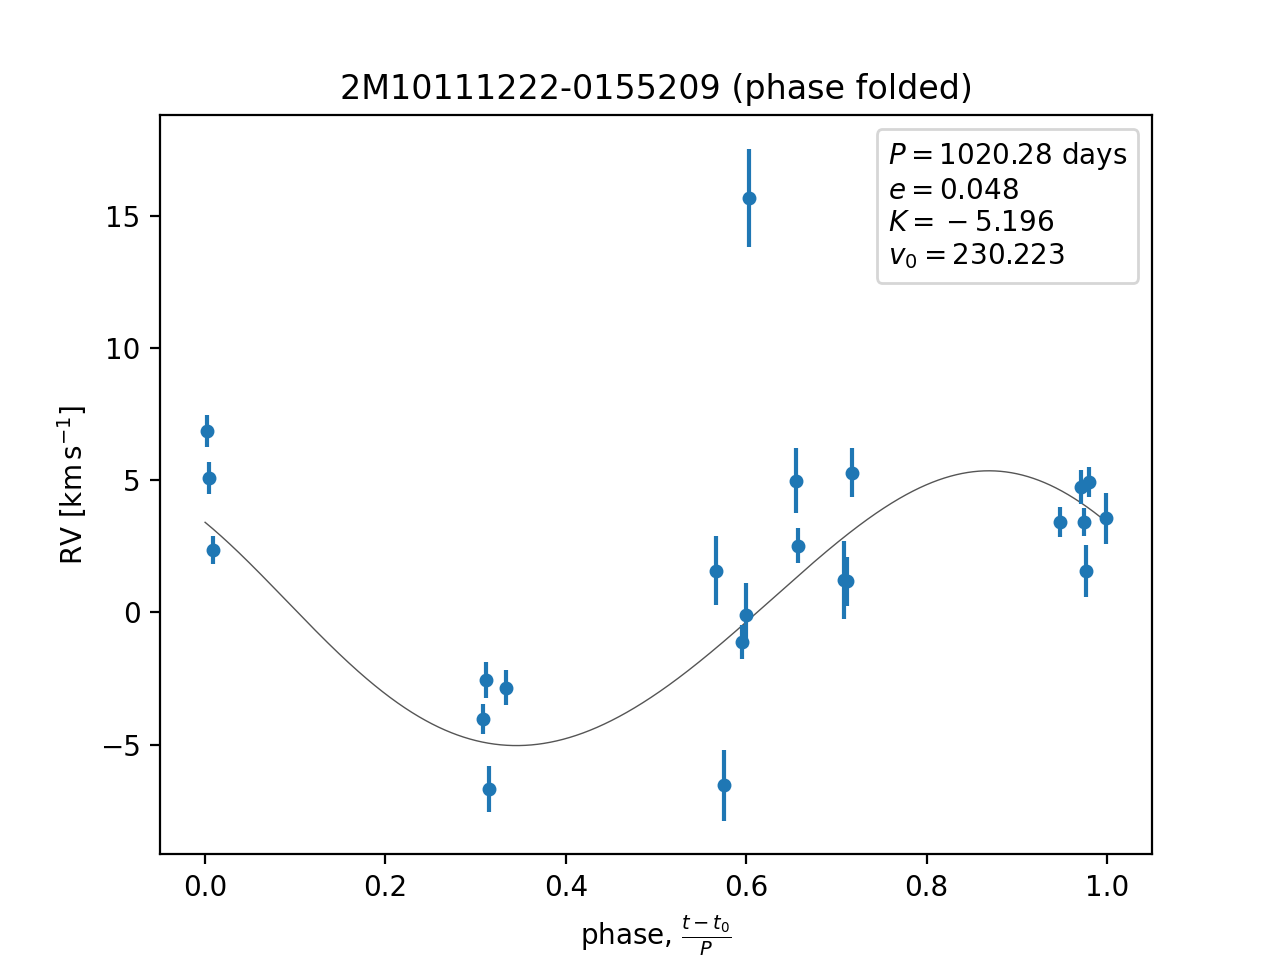 2M10111222-0155209 (phase folded)
P = 1020.28 days
e = 0.048
K = −5.196
v₀ = 230.223
15
10
5
0
−5
RV [km s⁻¹]
0.0 0.2 0.4 0.6 0.8 1.0
phase, (t − t₀)/P